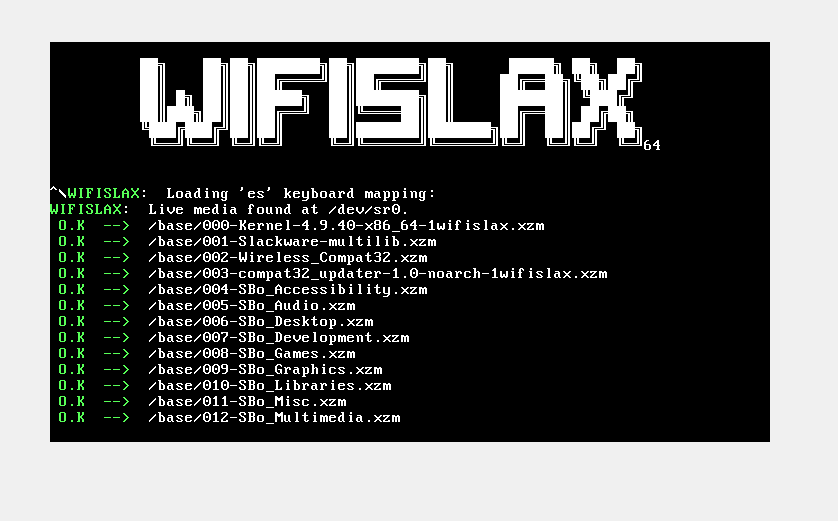 WIFISLAX
64
^\WIFISLAX:  Loading 'es' keyboard mapping:
WIFISLAX:  Live media found at /dev/sr0.
O.K  -->  /base/000-Kernel-4.9.40-x86_64-1wifislax.xzm
O.K  -->  /base/001-Slackware-multilib.xzm
O.K  -->  /base/002-Wireless_Compat32.xzm
O.K  -->  /base/003-compat32_updater-1.0-noarch-1wifislax.xzm
O.K  -->  /base/004-SBo_Accessibility.xzm
O.K  -->  /base/005-SBo_Audio.xzm
O.K  -->  /base/006-SBo_Desktop.xzm
O.K  -->  /base/007-SBo_Development.xzm
O.K  -->  /base/008-SBo_Games.xzm
O.K  -->  /base/009-SBo_Graphics.xzm
O.K  -->  /base/010-SBo_Libraries.xzm
O.K  -->  /base/011-SBo_Misc.xzm
O.K  -->  /base/012-SBo_Multimedia.xzm